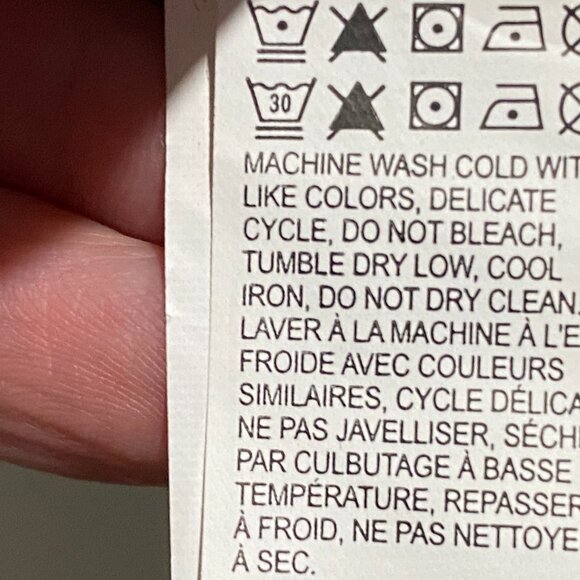 30
MACHINE WASH COLD WIT
LIKE COLORS, DELICATE
CYCLE, DO NOT BLEACH,
TUMBLE DRY LOW, COOL
IRON, DO NOT DRY CLEAN.
LAVER À LA MACHINE À L'E
FROIDE AVEC COULEURS
SIMILAIRES, CYCLE DÉLICA
NE PAS JAVELLISER, SÉCH
PAR CULBUTAGE À BASSE
TEMPÉRATURE, REPASSER
À FROID, NE PAS NETTOYE
À SEC.